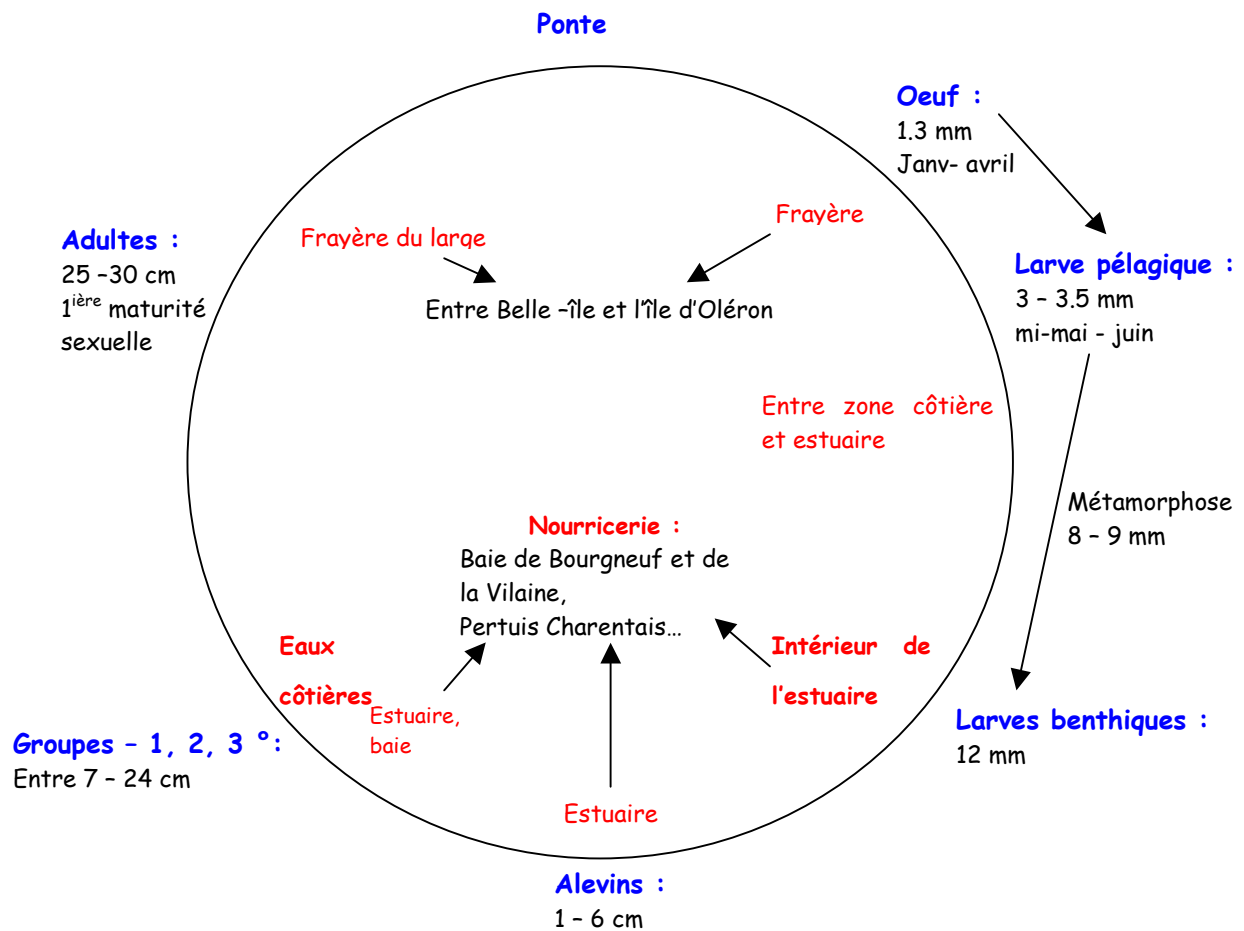 Ponte
Oeuf :
1.3 mm
Janv- avril
Frayère
Frayère du large
Adultes :
25 –30 cm
1ière maturité
sexuelle
Larve pélagique :
3 – 3.5 mm
mi-mai - juin
Entre Belle –île et l’île d’Oléron
Entre zone côtière
et estuaire
Métamorphose
8 – 9 mm
Nourricerie :
Baie de Bourgneuf et de
la Vilaine,
Pertuis Charentais…
Eaux
côtières
Intérieur de
l’estuaire
Estuaire,
baie
Larves benthiques :
12 mm
Groupes – 1, 2, 3 °:
Entre 7 – 24 cm
Estuaire
Alevins :
1 – 6 cm